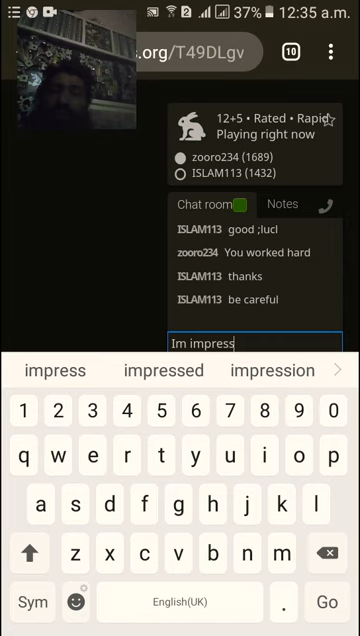 37% 12:35 a.m.
s.org/T49DLgv 10
12+5 • Rated • Rapid
Playing right now
zooro234 (1689)
ISLAM113 (1432)
Chat room Notes
ISLAM113 good ;lucl
zooro234 You worked hard
ISLAM113 thanks
ISLAM113 be careful
Im impress
impress impressed impression
1 2 3 4 5 6 7 8 9 0
q w e r t y u i o p
a s d f g h j k l
z x c v b n m
Sym English(UK) . Go